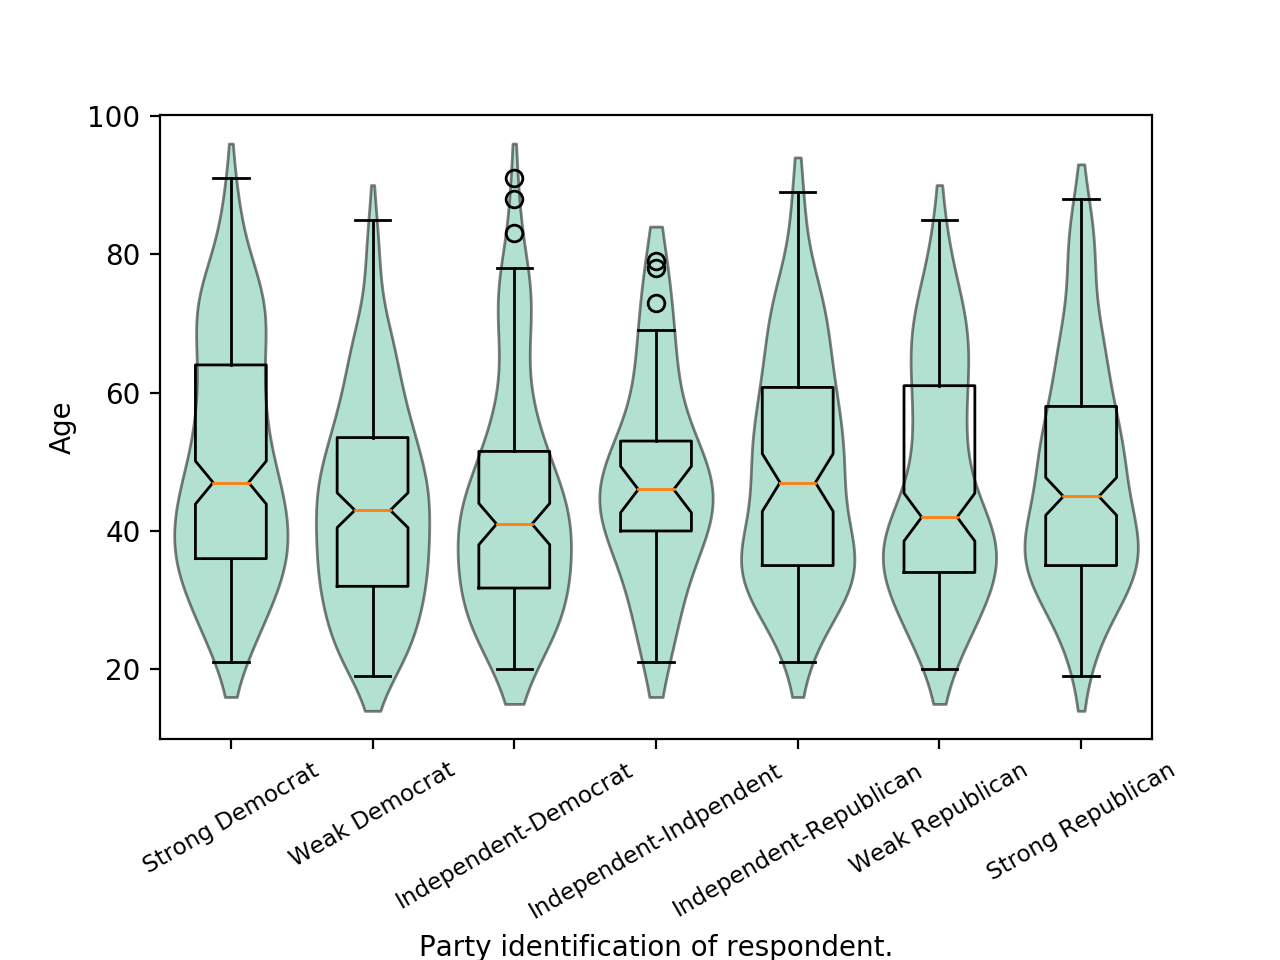 100
80
60
40
20
Age
Strong Democrat
Weak Democrat
Independent-Democrat
Independent-Indpendent
Independent-Republican
Weak Republican
Strong Republican
Party identification of respondent.